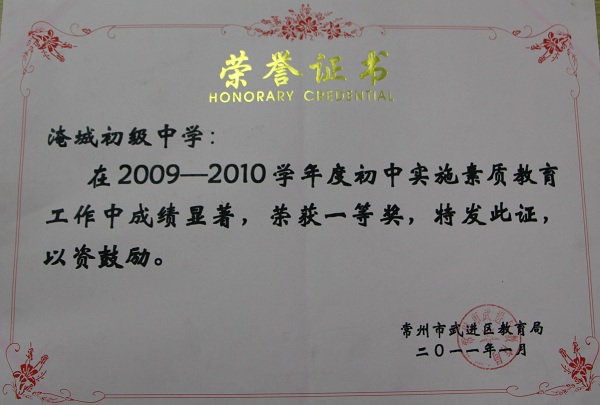 荣誉证书
HONORARY CREDENTIAL
淹城初级中学：
在2009—2010学年度初中实施素质教育
工作中成绩显著，荣获一等奖，特发此证，
以资鼓励。
常州市武进区教育局
二〇一一年一月